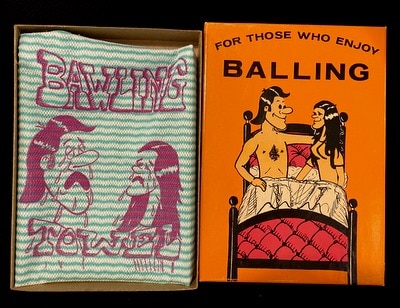 BAWLING
TOWEL
FOR THOSE WHO ENJOY
BALLING